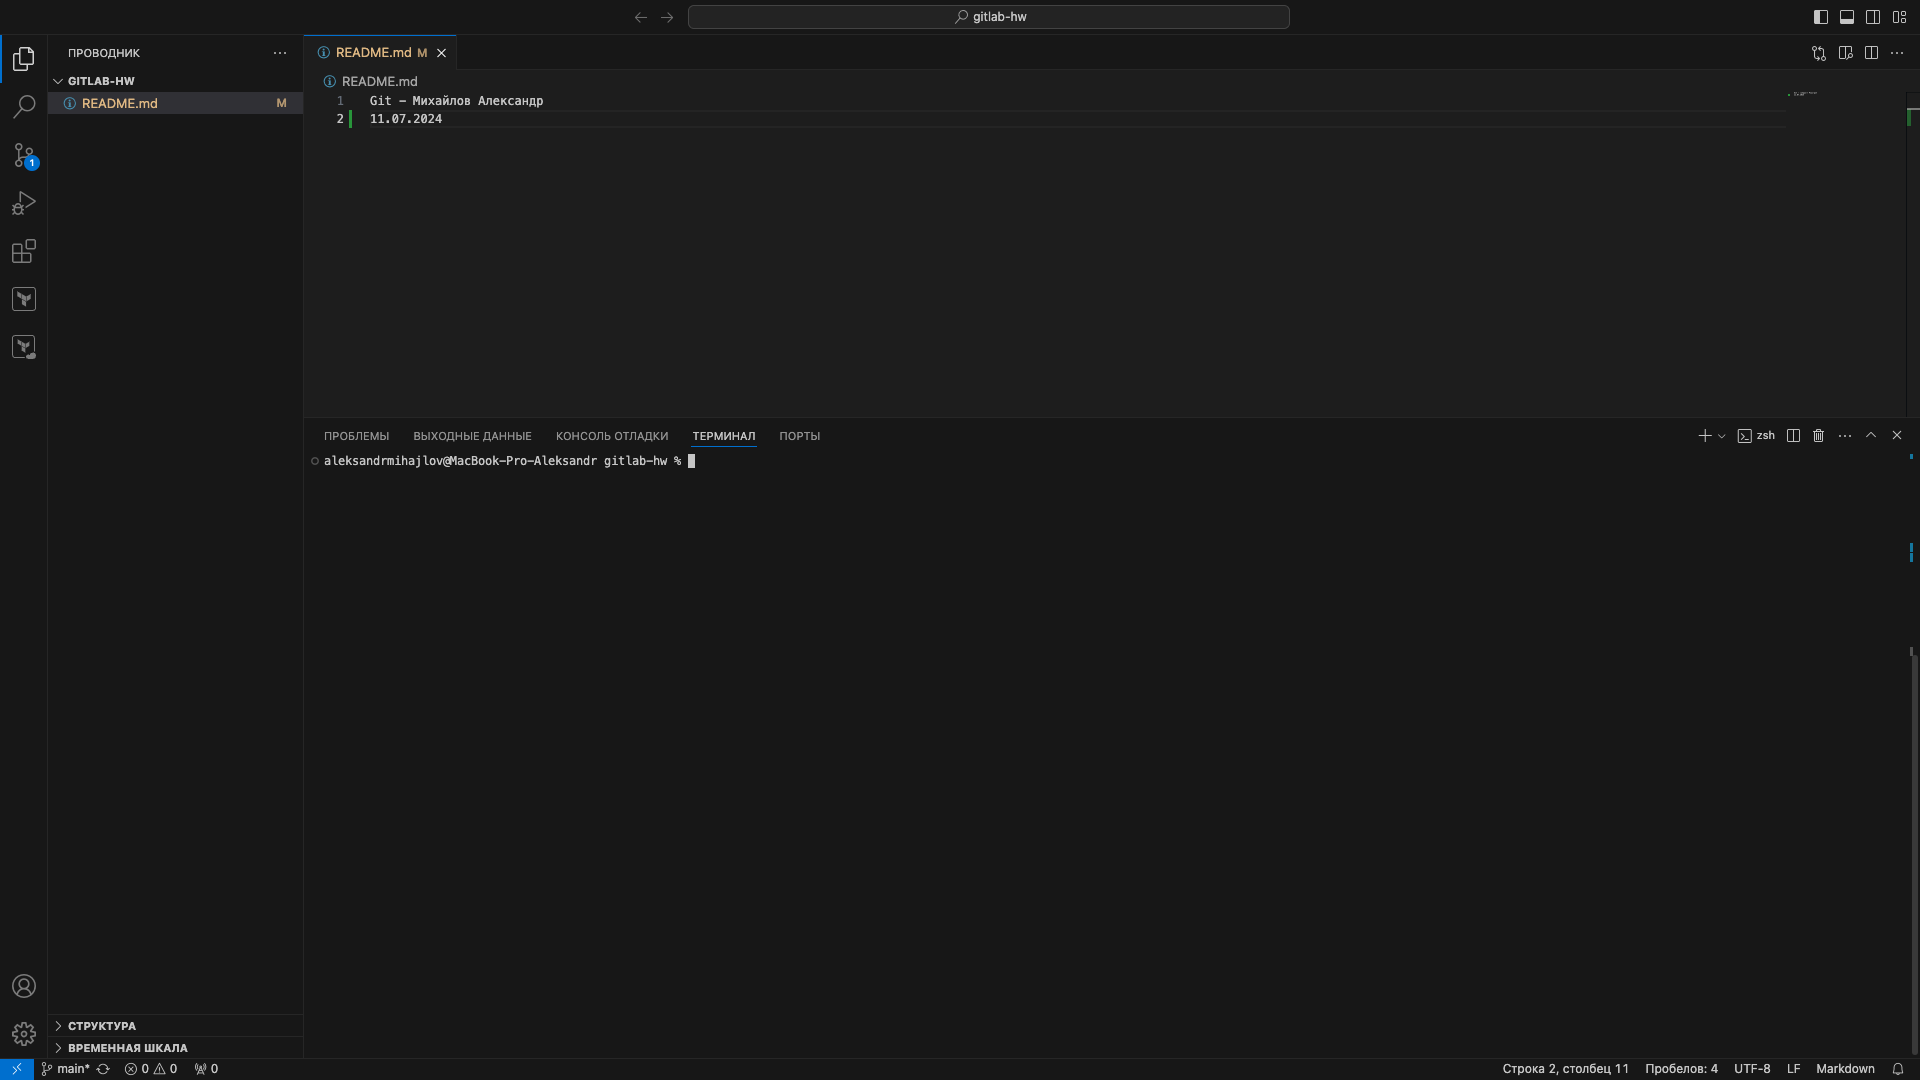 gitlab-hw
ПРОВОДНИК
GITLAB-HW
README.md M
1
README.md M
README.md
1 Git - Михайлов Александр
2 11.07.2024
ПРОБЛЕМЫ ВЫХОДНЫЕ ДАННЫЕ КОНСОЛЬ ОТЛАДКИ ТЕРМИНАЛ ПОРТЫ
zsh
aleksandrmihajlov@MacBook-Pro-Aleksandr gitlab-hw %
СТРУКТУРА
ВРЕМЕННАЯ ШКАЛА
main* 0 0 0
Строка 2, столбец 11 Пробелов: 4 UTF-8 LF Markdown